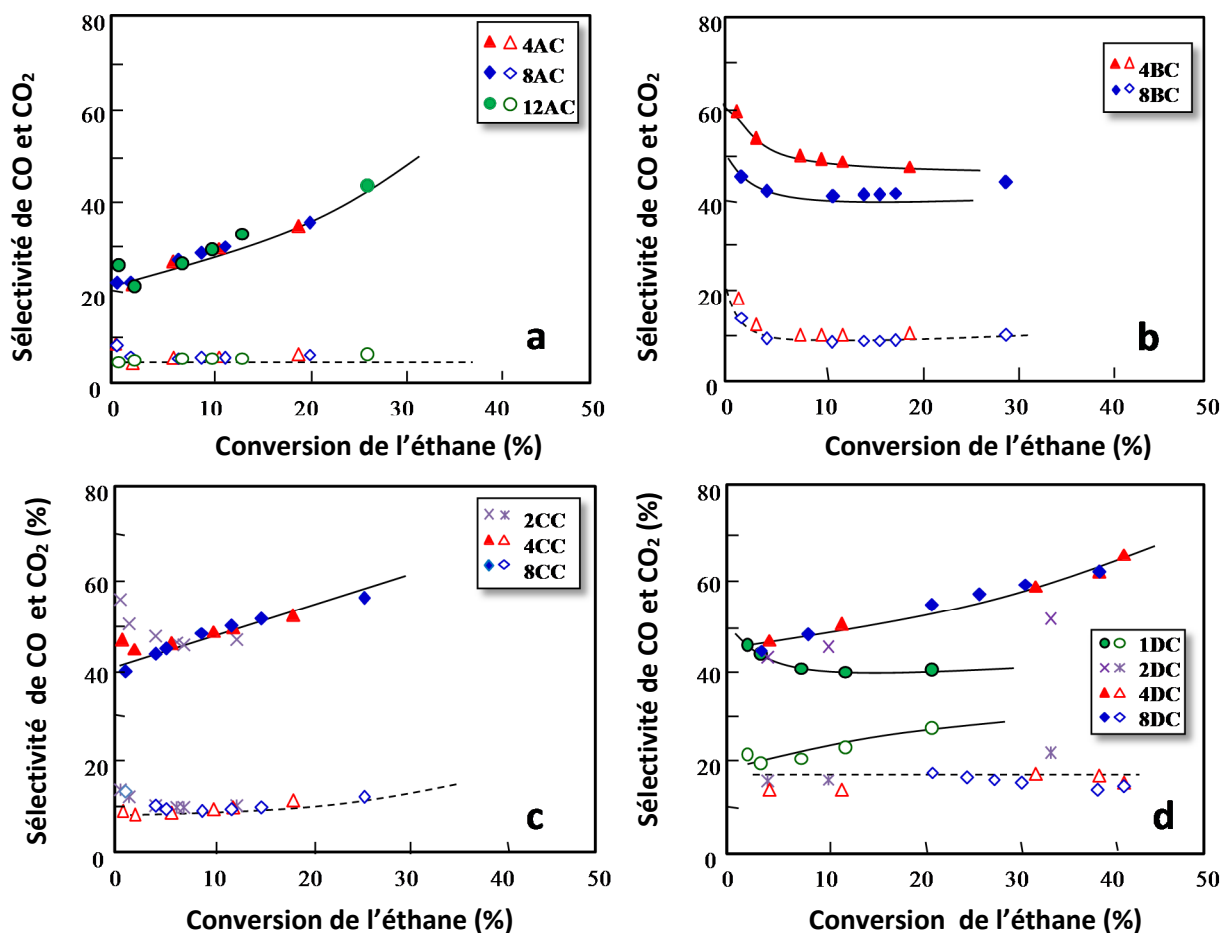 Sélectivité de CO et CO₂
80
60
40
20
0
4AC
8AC
12AC
a
0 10 20 30 40 50
Conversion de l'éthane (%)
Sélectivité de CO et CO₂
80
60
40
20
0
4BC
8BC
b
0 10 20 30 40 50
Conversion de l'éthane (%)
Sélectivité de CO et CO₂ (%)
80
60
40
20
0
2CC
4CC
8CC
c
0 10 20 30 40 50
Conversion de l'éthane (%)
Sélectivité de CO et CO₂ (%)
80
60
40
20
0
1DC
2DC
4DC
8DC
d
0 10 20 30 40 50
Conversion de l'éthane (%)